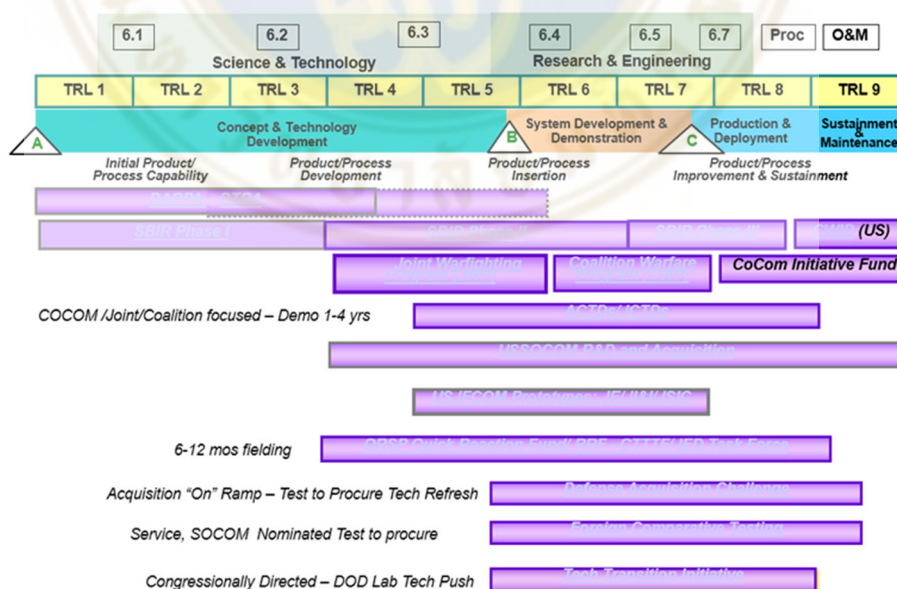 6.1 6.2 6.3 6.4 6.5 6.7 Proc O&M
Science & Technology Research & Engineering
TRL 1 TRL 2 TRL 3 TRL 4 TRL 5 TRL 6 TRL 7 TRL 8 TRL 9
A
Concept & Technology
Development
B
System Development &
Demonstration
C
Production &
Deployment
Sustainment
&
Maintenance
Initial Product/
Process Capability
Product/Process
Development
Product/Process
Insertion
Product/Process
Improvement & Sustainment
SBIR Phase I SBIR Phase II SBIR Phase III (US)
Joint Warfighting Coalition Warfare CoCom Initiative Fund
COCOM /Joint/Coalition focused – Demo 1-4 yrs ACTDs/JCTDs
USSOCOM R&D and Acquisition
6-12 mos fielding Quick Reaction Fund/ Task Force
Acquisition “On” Ramp – Test to Procure Tech Refresh Defense Acquisition Challenge
Service, SOCOM Nominated Test to procure Foreign Comparative Testing
Congressionally Directed – DOD Lab Tech Push Tech Transition Initiative